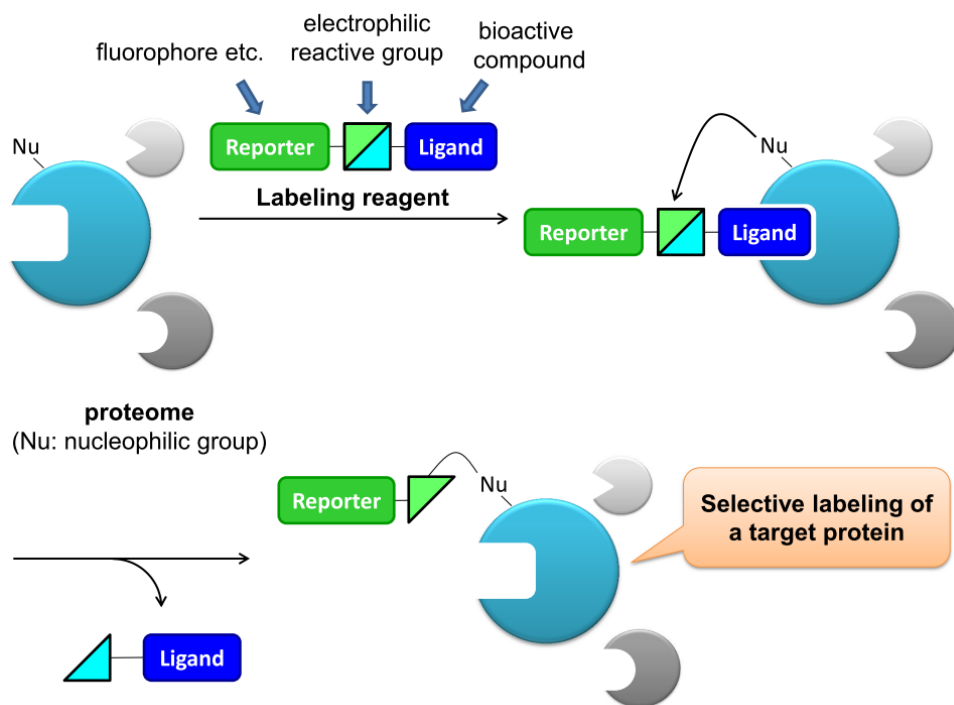 fluorophore etc.
electrophilic
reactive group
bioactive
compound
Nu
Reporter
Ligand
Labeling reagent
Nu
Reporter
Ligand
proteome
(Nu: nucleophilic group)
Reporter
Nu
Selective labeling of
a target protein
Ligand